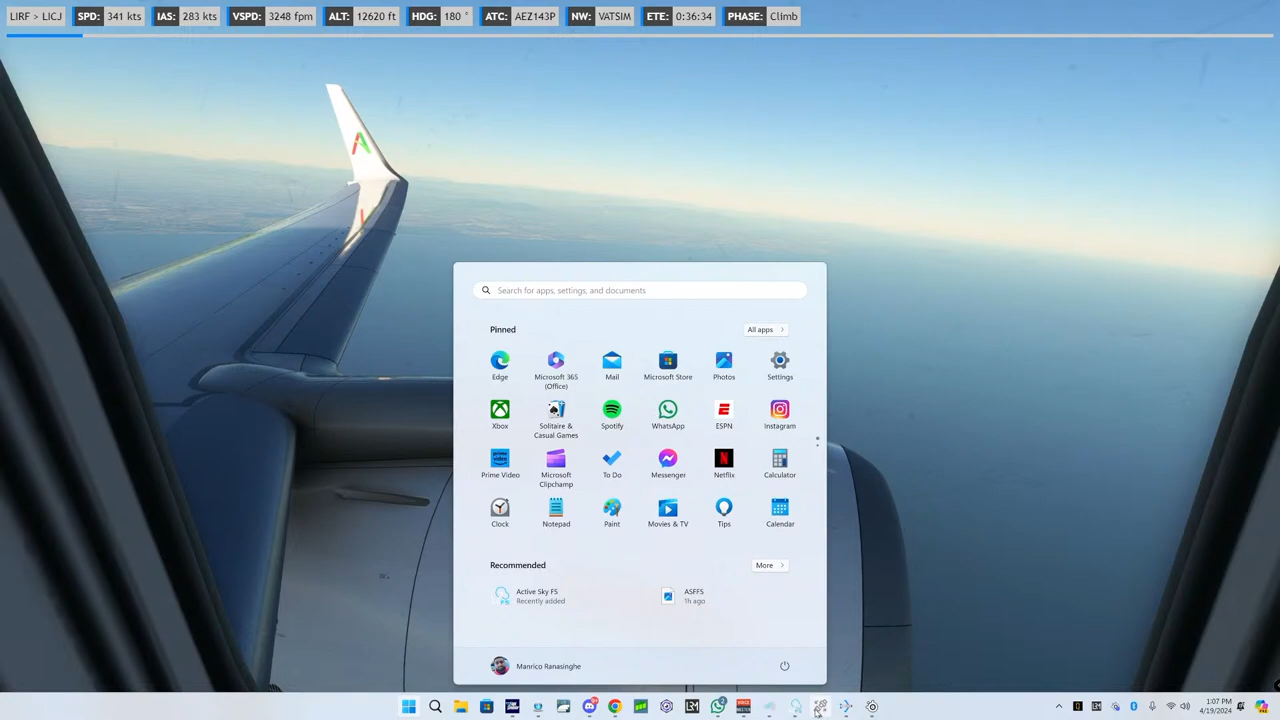 LIRF > LICJ SPD: 341 kts IAS: 283 kts VSPD: 3248 fpm ALT: 12620 ft HDG: 180 ° ATC: AEZ143P NW: VATSIM ETE: 0:36:34 PHASE: Climb
Search for apps, settings, and documents
Pinned All apps >
Edge Microsoft 365 (Office) Mail Microsoft Store Photos Settings
Xbox Solitaire & Casual Games Spotify WhatsApp ESPN Instagram
Prime Video Microsoft Clipchamp To Do Messenger Netflix Calculator
Clock Notepad Paint Movies & TV Tips Calendar
Recommended More >
Active Sky FS ASFFS
Recently added 1h ago
Manrico Ranasinghe
1:07 PM
4/19/2024